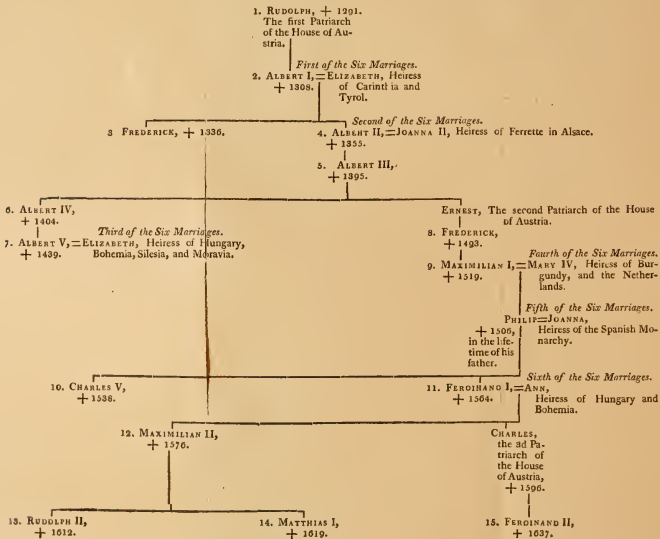 1. RUDOLPH, + 1291.
The first Patriarch
of the House of Au-
stria.
First of the Six Marriages.
2. ALBERT I,=ELIZABETH, Heiress
+ 1308. of Carinthia and
Tyrol.
Second of the Six Marriages.
3 FREDERICK, + 1336.
4. ALBERT II,=JOANNA II, Heiress of Ferrette in Alsace.
+ 1355.
5. ALBERT III,
+ 1395.
6. ALBERT IV,
+ 1404.
Third of the Six Marriages.
7. ALBERT V,=ELIZABETH, Heiress of Hungary,
+ 1439. Bohemia, Silesia, and Moravia.
ERNEST, The second Patriarch of the House
of Austria.
8. FREDERICK,
+ 1493.
Fourth of the Six Marriages.
9. MAXIMILIAN I,=MARY IV, Heiress of Bur-
+ 1519. gundy, and the Nether-
lands.
Fifth of the Six Marriages.
PHILIP=JOANNA,
+ 1506, Heiress of the Spanish Mo-
in the life- narchy.
time of his
father.
10. CHARLES V,
+ 1538.
Sixth of the Six Marriages.
11. FERDINAND I,=ANN,
+ 1564. Heiress of Hungary and
Bohemia.
12. MAXIMILIAN II,
+ 1576.
CHARLES,
the 3d Pa-
triarch of
the House
of Austria,
+ 1596.
13. RUDOLPH II,
+ 1612.
14. MATTHIAS I,
+ 1619.
15. FERDINAND II,
+ 1637.